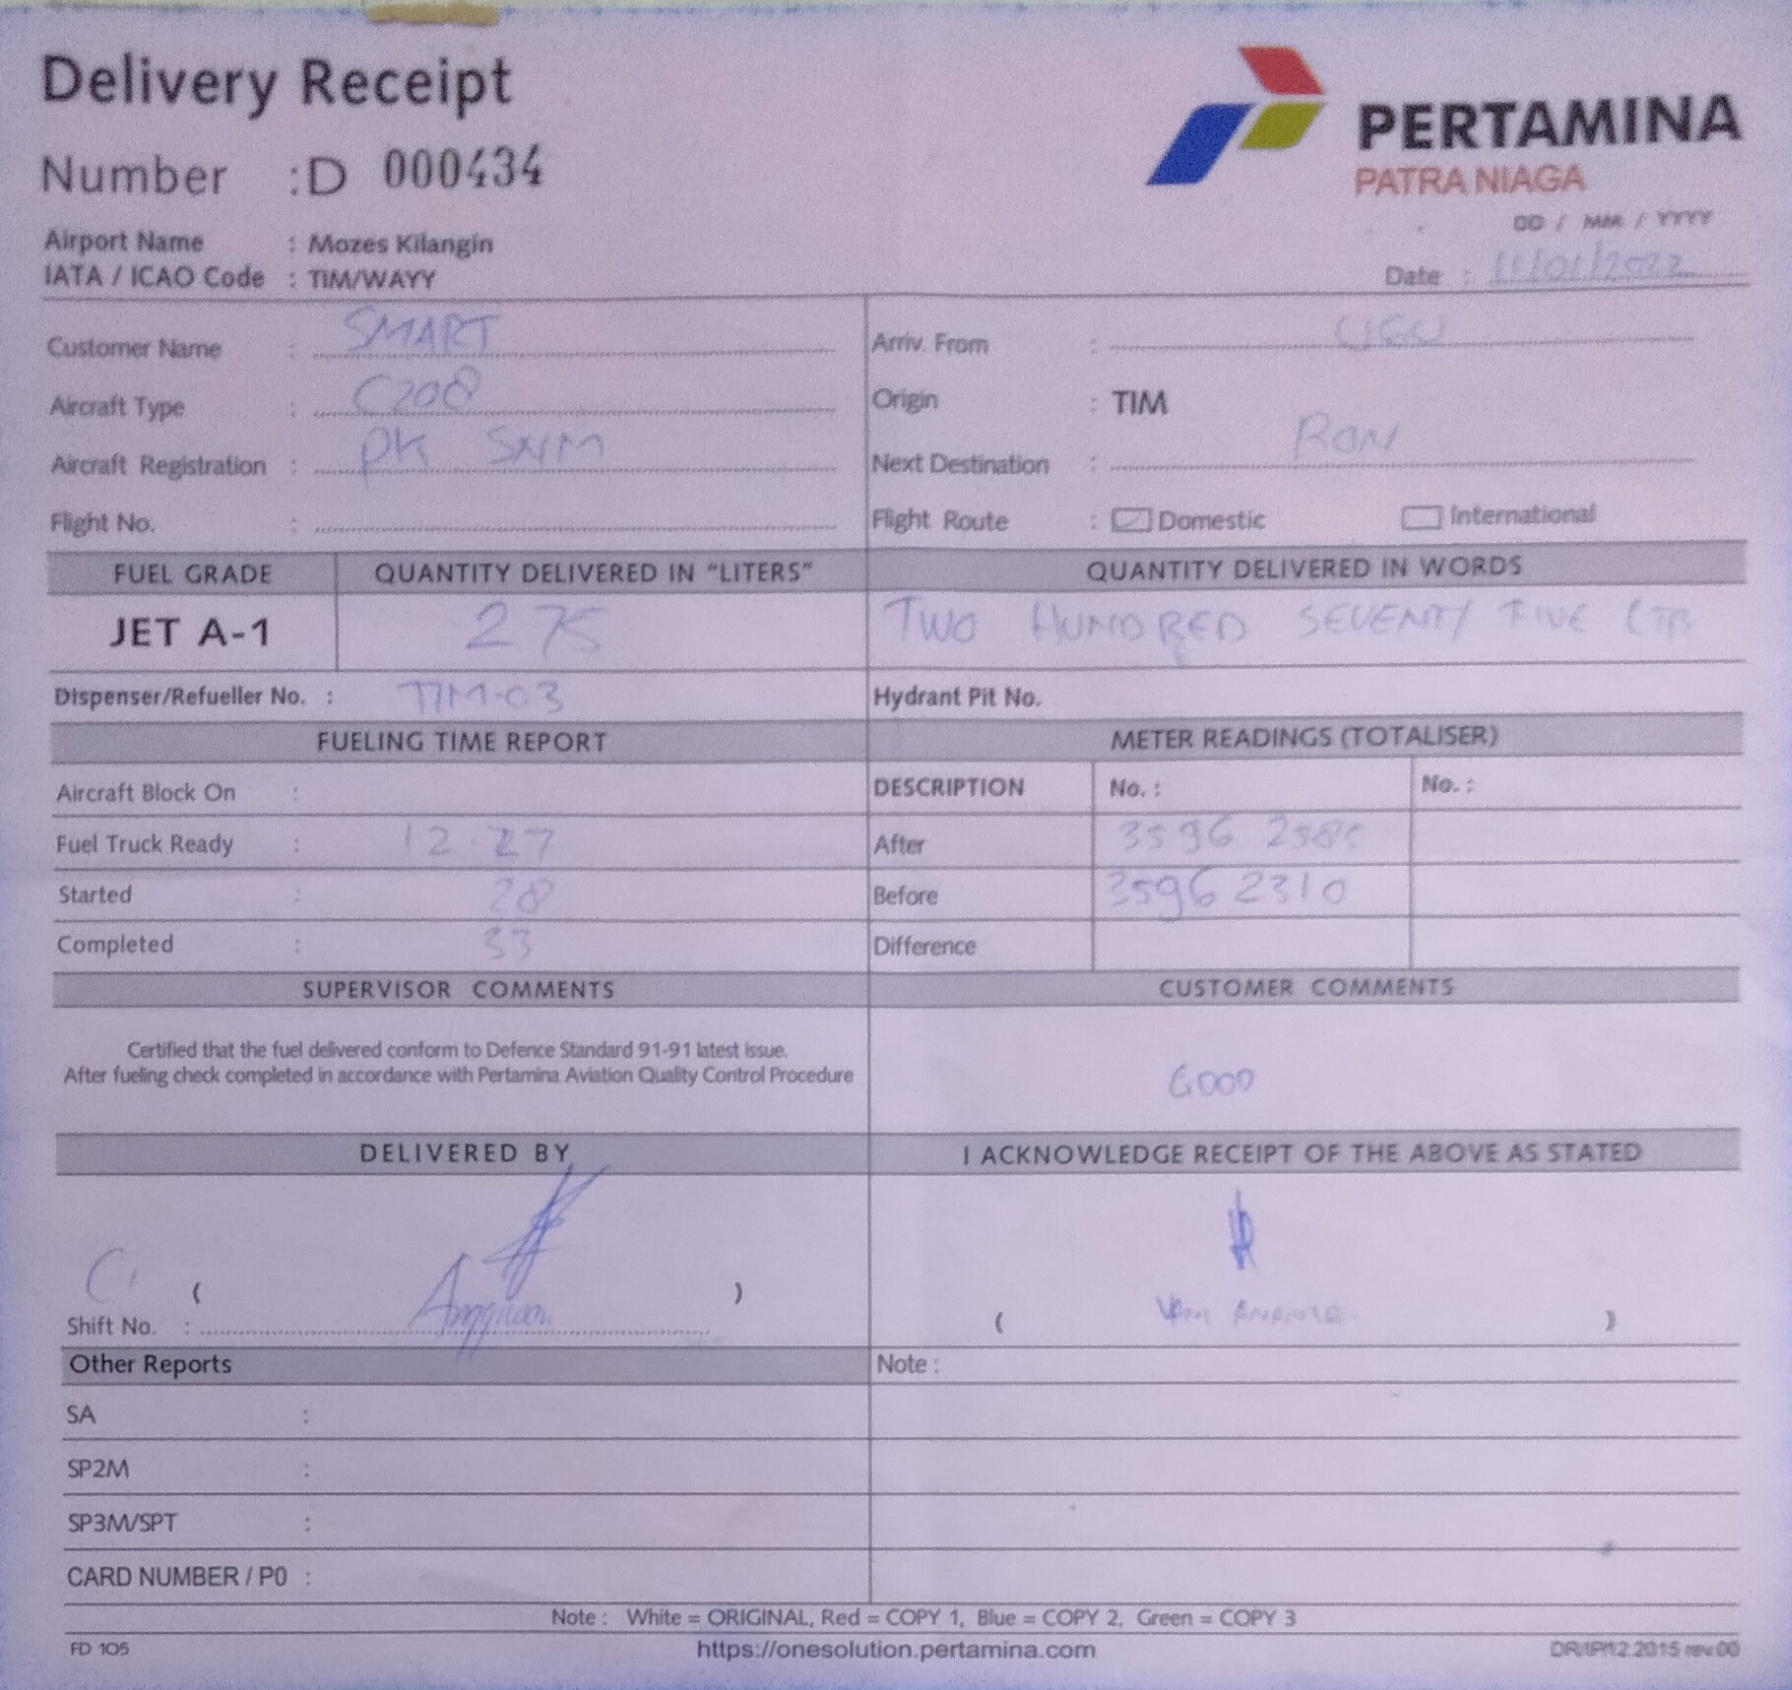 Delivery Receipt
PERTAMINA
PATRA NIAGA
Number : D 000434
DD / MM / YYYY
Airport Name : Mozes Kilangin
IATA / ICAO Code : TIM/WAYY
Date : 11/01/2022
Customer Name : SMART
Arriv. From : UGU
Aircraft Type : C208
Origin : TIM
Aircraft Registration : PK SNM
Next Destination : RON
Flight No. :
Flight Route : Domestic International
FUEL GRADE QUANTITY DELIVERED IN "LITERS" QUANTITY DELIVERED IN WORDS
JET A-1 275 TWO HUNDRED SEVENTY FIVE LTR
Dispenser/Refueller No. : TIM-03 Hydrant Pit No.
FUELING TIME REPORT METER READINGS (TOTALISER)
Aircraft Block On : DESCRIPTION No. : No. :
Fuel Truck Ready : 12.27 After 3596 2585
Started : 28 Before 3596 2310
Completed : 33 Difference
SUPERVISOR COMMENTS CUSTOMER COMMENTS
Certified that the fuel delivered conform to Defence Standard 91-91 latest issue.
After fueling check completed in accordance with Pertamina Aviation Quality Control Procedure
GOOD
DELIVERED BY I ACKNOWLEDGE RECEIPT OF THE ABOVE AS STATED
( )
Shift No. : ( )
Other Reports Note :
SA :
SP2M :
SP3M/SPT :
CARD NUMBER / P0 :
Note : White = ORIGINAL, Red = COPY 1, Blue = COPY 2, Green = COPY 3
FD 105 https://onesolution.pertamina.com